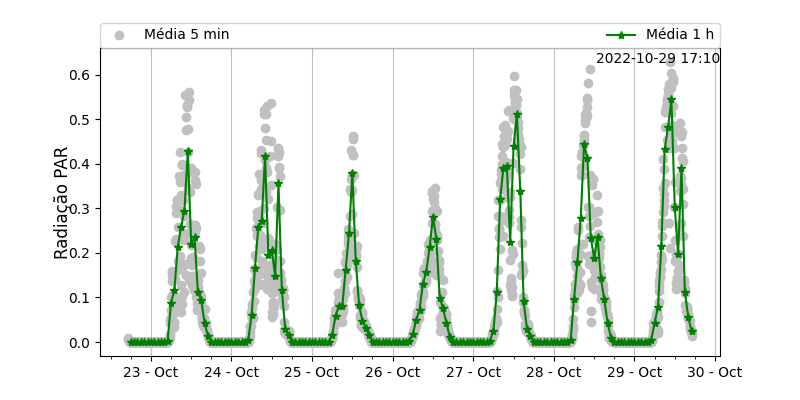 Média 5 min
Média 1 h
2022-10-29 17:10
Radiação PAR
0.6
0.5
0.4
0.3
0.2
0.1
0.0
23 - Oct
24 - Oct
25 - Oct
26 - Oct
27 - Oct
28 - Oct
29 - Oct
30 - Oct